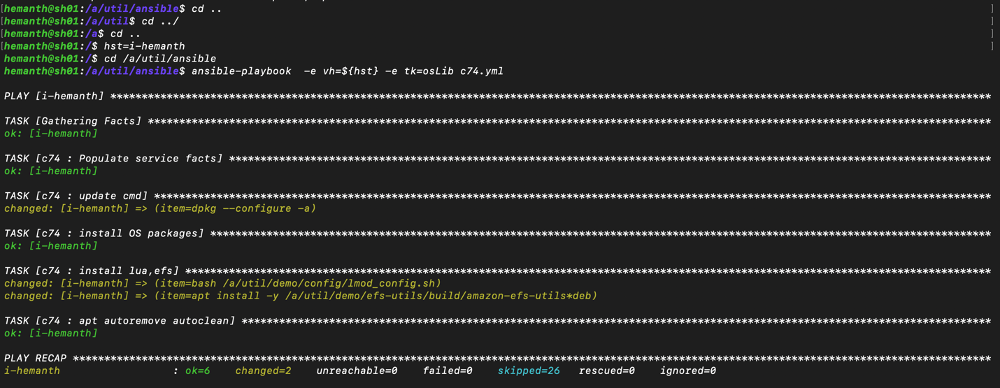 [hemanth@sh01:/a/util/ansible$ cd ..]
[hemanth@sh01:/a/util$ cd ../]
[hemanth@sh01:/a$ cd ..]
[hemanth@sh01:/$ hst=i-hemanth]
hemanth@sh01:/$ cd /a/util/ansible
hemanth@sh01:/a/util/ansible$ ansible-playbook  -e vh=${hst} -e tk=osLib c74.yml
PLAY [i-hemanth] *********************************************************************************************************************************************
TASK [Gathering Facts] ***************************************************************************************************************************************
ok: [i-hemanth]
TASK [c74 : Populate service facts] **************************************************************************************************************************
ok: [i-hemanth]
TASK [c74 : update cmd] **************************************************************************************************************************************
changed: [i-hemanth] => (item=dpkg --configure -a)
TASK [c74 : install OS packages] *****************************************************************************************************************************
ok: [i-hemanth]
TASK [c74 : install lua,efs] *********************************************************************************************************************************
changed: [i-hemanth] => (item=bash /a/util/demo/config/lmod_config.sh)
changed: [i-hemanth] => (item=apt install -y /a/util/demo/efs-utils/build/amazon-efs-utils*deb)
TASK [c74 : apt autoremove autoclean] ************************************************************************************************************************
ok: [i-hemanth]
PLAY RECAP ***************************************************************************************************************************************************
i-hemanth                  : ok=6    changed=2    unreachable=0    failed=0    skipped=26   rescued=0    ignored=0